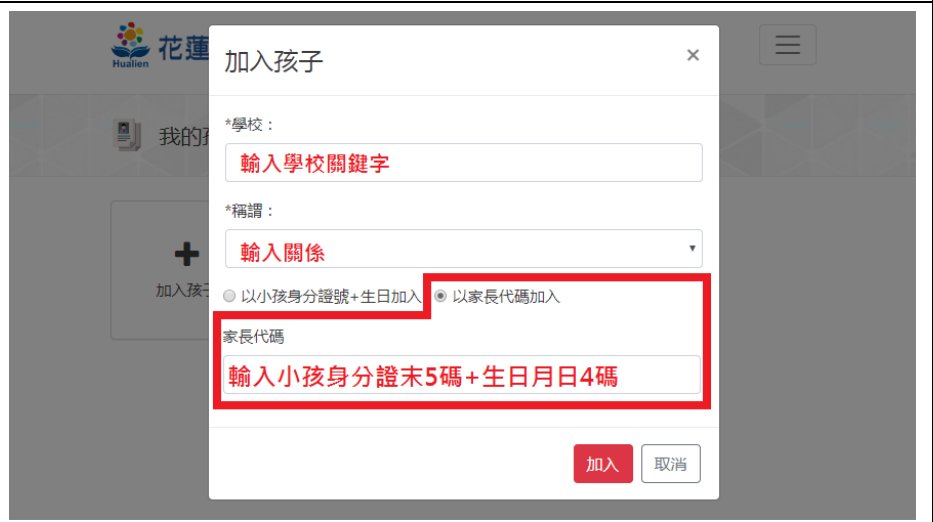 花蓮
Hualien
加入孩子
×
我的
*學校：
輸入學校關鍵字
*稱謂：
輸入關係
加入孩子
以小孩身分證號+生日加入
以家長代碼加入
家長代碼
輸入小孩身分證末5碼+生日月日4碼
加入
取消